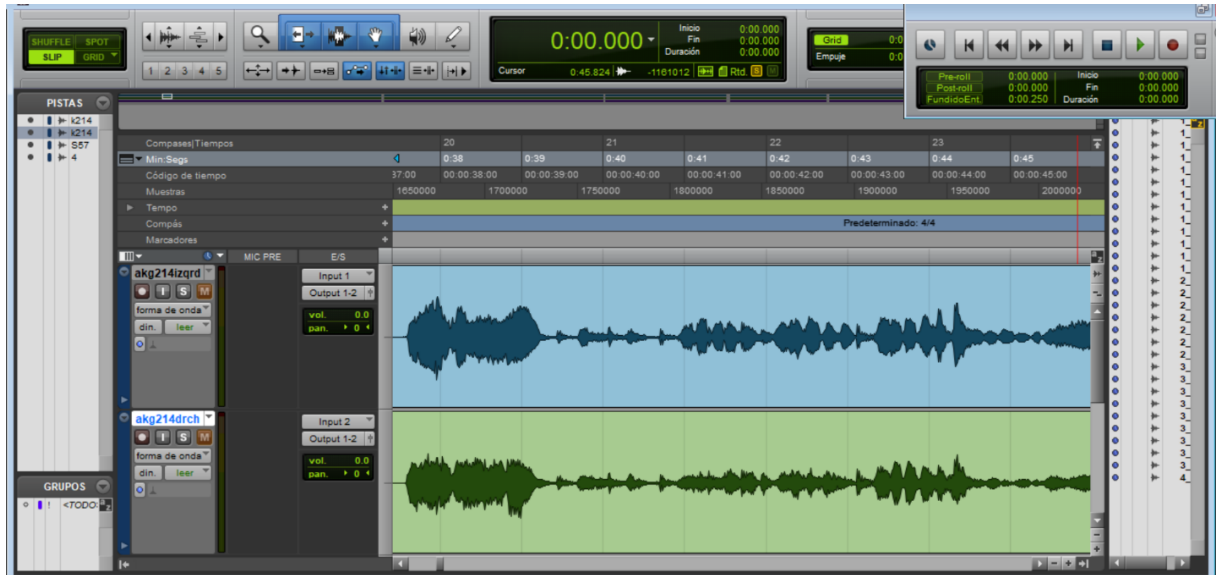 SHUFFLE SPOT
SLIP GRID
1 2 3 4 5
0:00.000
Inicio 0:00.000
Fin 0:00.000
Duración 0:00.000
Cursor 0:45.824 -1161012 Rtd. S M
Grid
Empuje
Pre-roll 0:00.000 Inicio 0:00.000
Post-roll 0:00.000 Fin 0:00.000
FundidoEnt. 0:00.250 Duración 0:00.000
PISTAS
k214
k214
S57
4
Compases|Tiempos 20 21 22 23
Min:Segs 0:38 0:39 0:40 0:41 0:42 0:43 0:44 0:45
Código de tiempo 37:00 00:00:38:00 00:00:39:00 00:00:40:00 00:00:41:00 00:00:42:00 00:00:43:00 00:00:44:00 00:00:45:00
Muestras 1650000 1700000 1750000 1800000 1850000 1900000 1950000 2000000
Tempo
Compás Predeterminado: 4/4
Marcadores
MIC PRE E/S
akg214izqrd Input 1
I S M Output 1-2
forma de onda vol. 0.0
din. leer pan. 0
akg214drch Input 2
I S M Output 1-2
forma de onda vol. 0.0
din. leer pan. 0
GRUPOS
! <TODO>